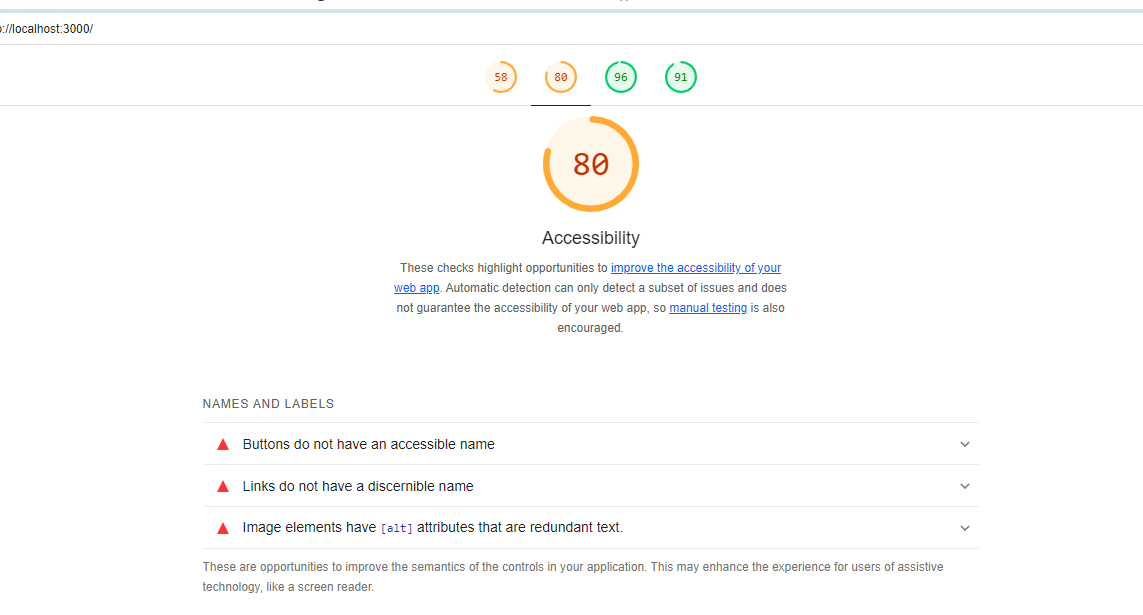 ://localhost:3000/
58 80 96 91
80
Accessibility
These checks highlight opportunities to improve the accessibility of your
web app. Automatic detection can only detect a subset of issues and does
not guarantee the accessibility of your web app, so manual testing is also
encouraged.
NAMES AND LABELS
Buttons do not have an accessible name
Links do not have a discernible name
Image elements have [alt] attributes that are redundant text.
These are opportunities to improve the semantics of the controls in your application. This may enhance the experience for users of assistive
technology, like a screen reader.